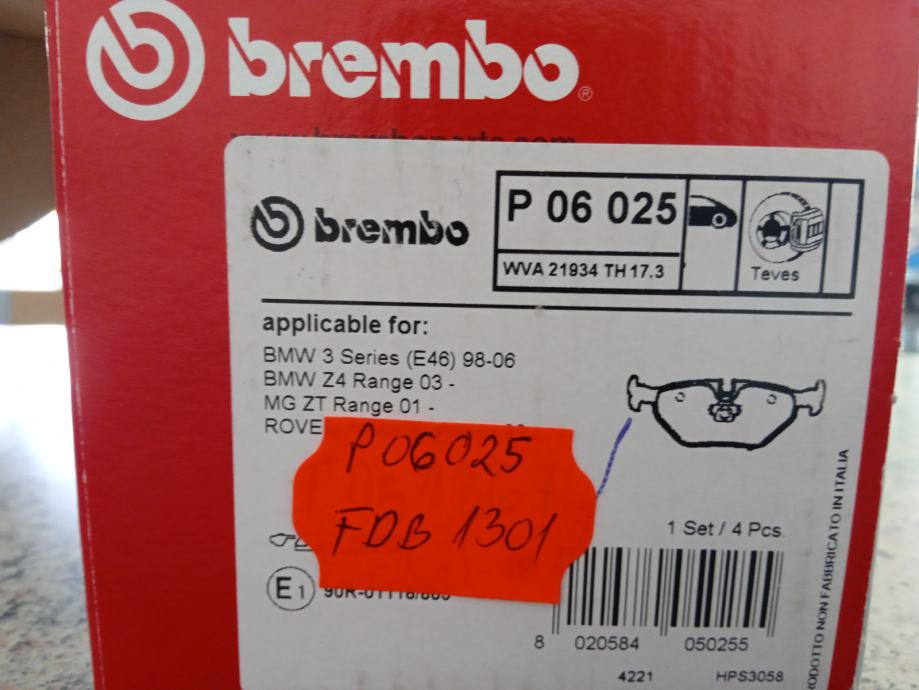 brembo®
brembo
P 06 025
WVA 21934 TH 17.3
Teves
applicable for:
BMW 3 Series (E46) 98-06
BMW Z4 Range 03 -
MG ZT Range 01 -
P06025
FDB 1301
1 Set / 4 Pcs.
E1
8 020584 050255
4221 HPS3058
PRODOTTO NON FABBRICATO IN ITALIA